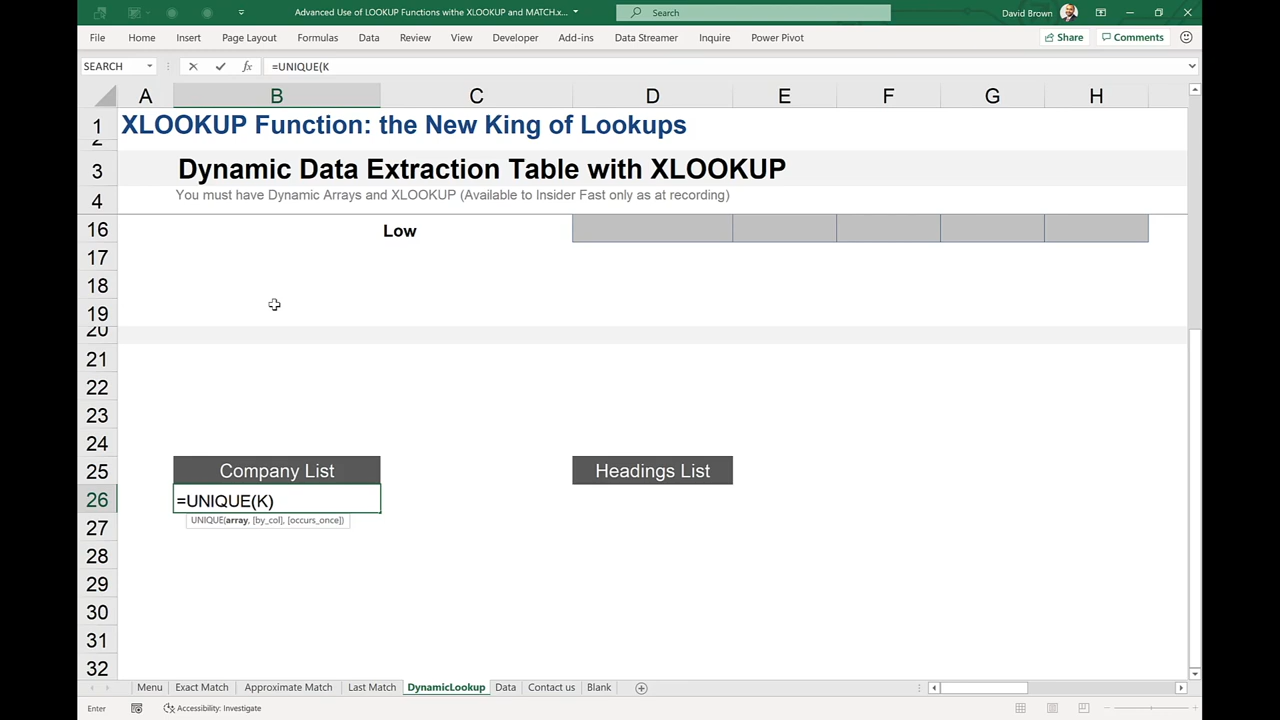 Advanced Use of LOOKUP Functions withe XLOOKUP and MATCH.x...
Search
David Brown
File Home Insert Page Layout Formulas Data Review View Developer Add-ins Data Streamer Inquire Power Pivot Share Comments
SEARCH fx =UNIQUE(K
A B C D E F G H
1 XLOOKUP Function: the New King of Lookups
2
3 Dynamic Data Extraction Table with XLOOKUP
4 You must have Dynamic Arrays and XLOOKUP (Available to Insider Fast only as at recording)
16 Low
17
18
19
20
21
22
23
24
25 Company List Headings List
26 =UNIQUE(K)
UNIQUE(array, [by_col], [occurs_once])
27
28
29
30
31
32
Menu Exact Match Approximate Match Last Match DynamicLookup Data Contact us Blank
Enter Accessibility: Investigate